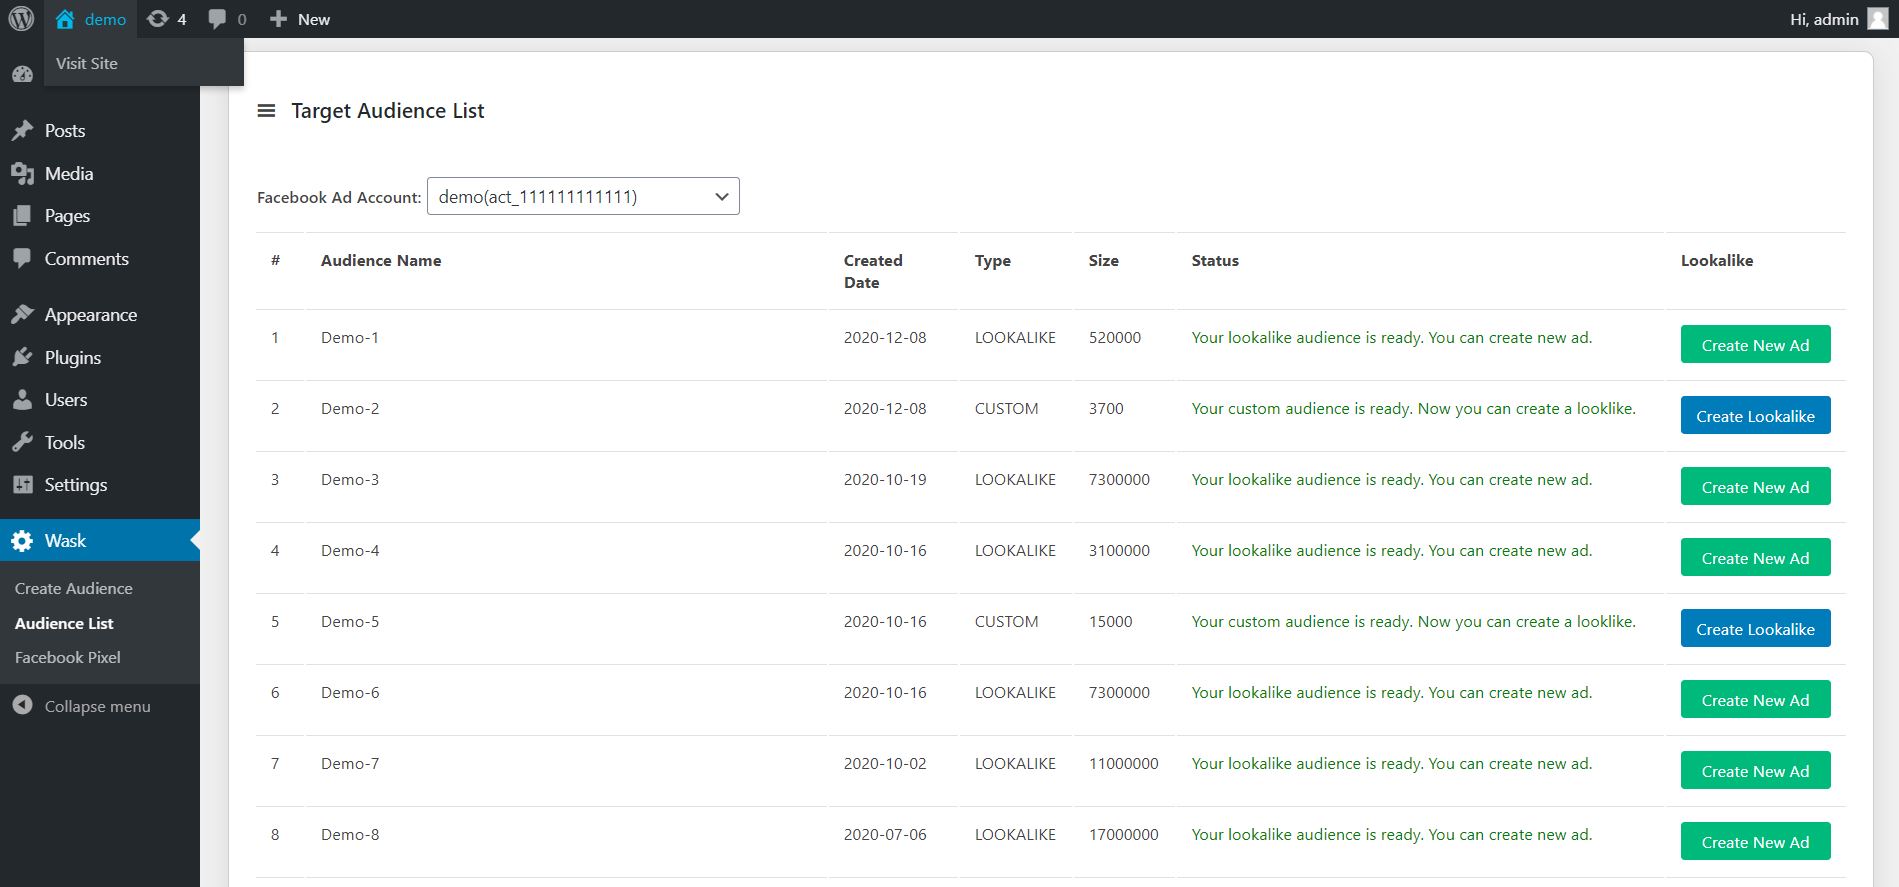 demo
4
0
New
Hi, admin
Visit Site
Posts
Media
Pages
Comments
Appearance
Plugins
Users
Tools
Settings
Wask
Create Audience
Audience List
Facebook Pixel
Collapse menu
Target Audience List
Facebook Ad Account: demo(act_111111111111)
# Audience Name Created Date Type Size Status Lookalike
1 Demo-1 2020-12-08 LOOKALIKE 520000 Your lookalike audience is ready. You can create new ad. Create New Ad
2 Demo-2 2020-12-08 CUSTOM 3700 Your custom audience is ready. Now you can create a looklike. Create Lookalike
3 Demo-3 2020-10-19 LOOKALIKE 7300000 Your lookalike audience is ready. You can create new ad. Create New Ad
4 Demo-4 2020-10-16 LOOKALIKE 3100000 Your lookalike audience is ready. You can create new ad. Create New Ad
5 Demo-5 2020-10-16 CUSTOM 15000 Your custom audience is ready. Now you can create a looklike. Create Lookalike
6 Demo-6 2020-10-16 LOOKALIKE 7300000 Your lookalike audience is ready. You can create new ad. Create New Ad
7 Demo-7 2020-10-02 LOOKALIKE 11000000 Your lookalike audience is ready. You can create new ad. Create New Ad
8 Demo-8 2020-07-06 LOOKALIKE 17000000 Your lookalike audience is ready. You can create new ad. Create New Ad